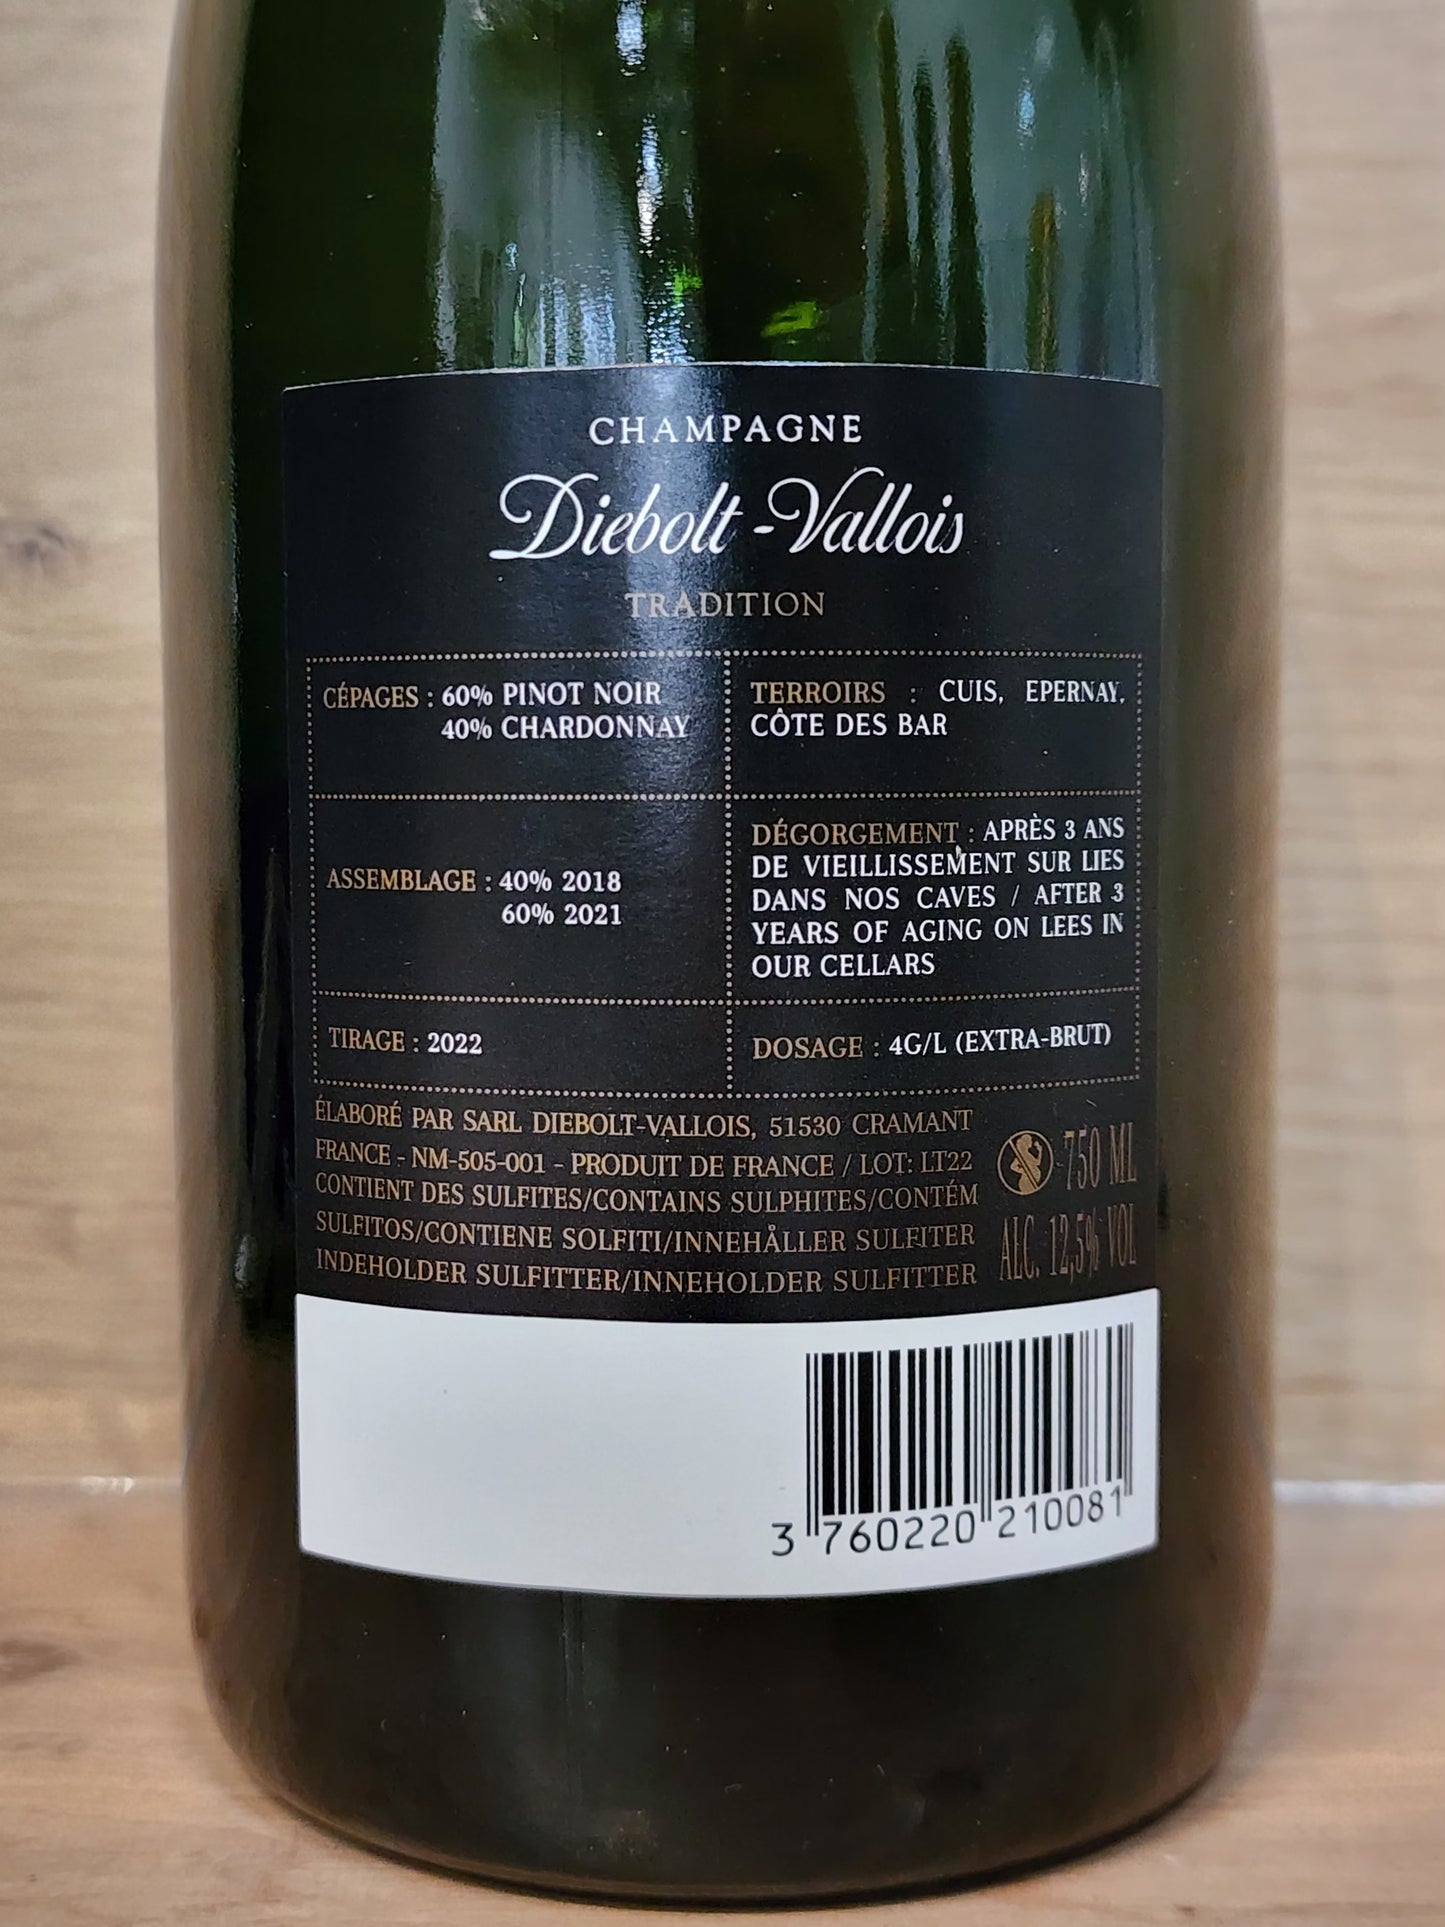 CHAMPAGNE
Diebolt-Vallois
TRADITION
CÉPAGES : 60% PINOT NOIR
40% CHARDONNAY
TERROIRS : CUIS, EPERNAY,
CÔTE DES BAR
ASSEMBLAGE : 40% 2018
60% 2021
DÉGORGEMENT : APRÈS 3 ANS
DE VIEILLISSEMENT SUR LIES
DANS NOS CAVES / AFTER 3
YEARS OF AGING ON LEES IN
OUR CELLARS
TIRAGE : 2022
DOSAGE : 4G/L (EXTRA-BRUT)
ÉLABORÉ PAR SARL DIEBOLT-VALLOIS, 51530 CRAMANT
FRANCE - NM-505-001 - PRODUIT DE FRANCE / LOT: LT22
CONTIENT DES SULFITES/CONTAINS SULPHITES/CONTÉM
SULFITOS/CONTIENE SOLFITI/INNEHÅLLER SULFITER
INDEHOLDER SULFITTER/INNEHOLDER SULFITTER
750 ML
ALC. 12,5% VOL
3 760220 210081